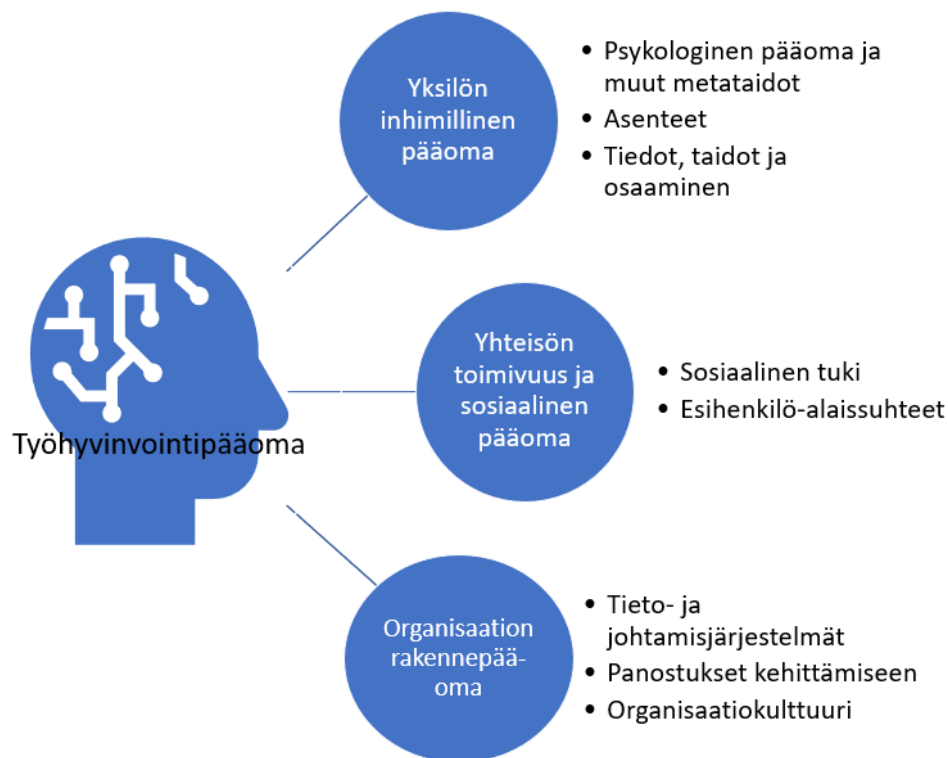 Yksilön
inhimillinen
pääoma
• Psykologinen pääoma ja
muut metataidot
• Asenteet
• Tiedot, taidot ja
osaaminen
Työhyvinvointipääoma
Yhteisön
toimivuus ja
sosiaalinen
pääoma
• Sosiaalinen tuki
• Esihenkilö-alaissuhteet
Organisaation
rakennepää-
oma
• Tieto- ja
johtamisjärjestelmät
• Panostukset kehittämiseen
• Organisaatiokulttuuri